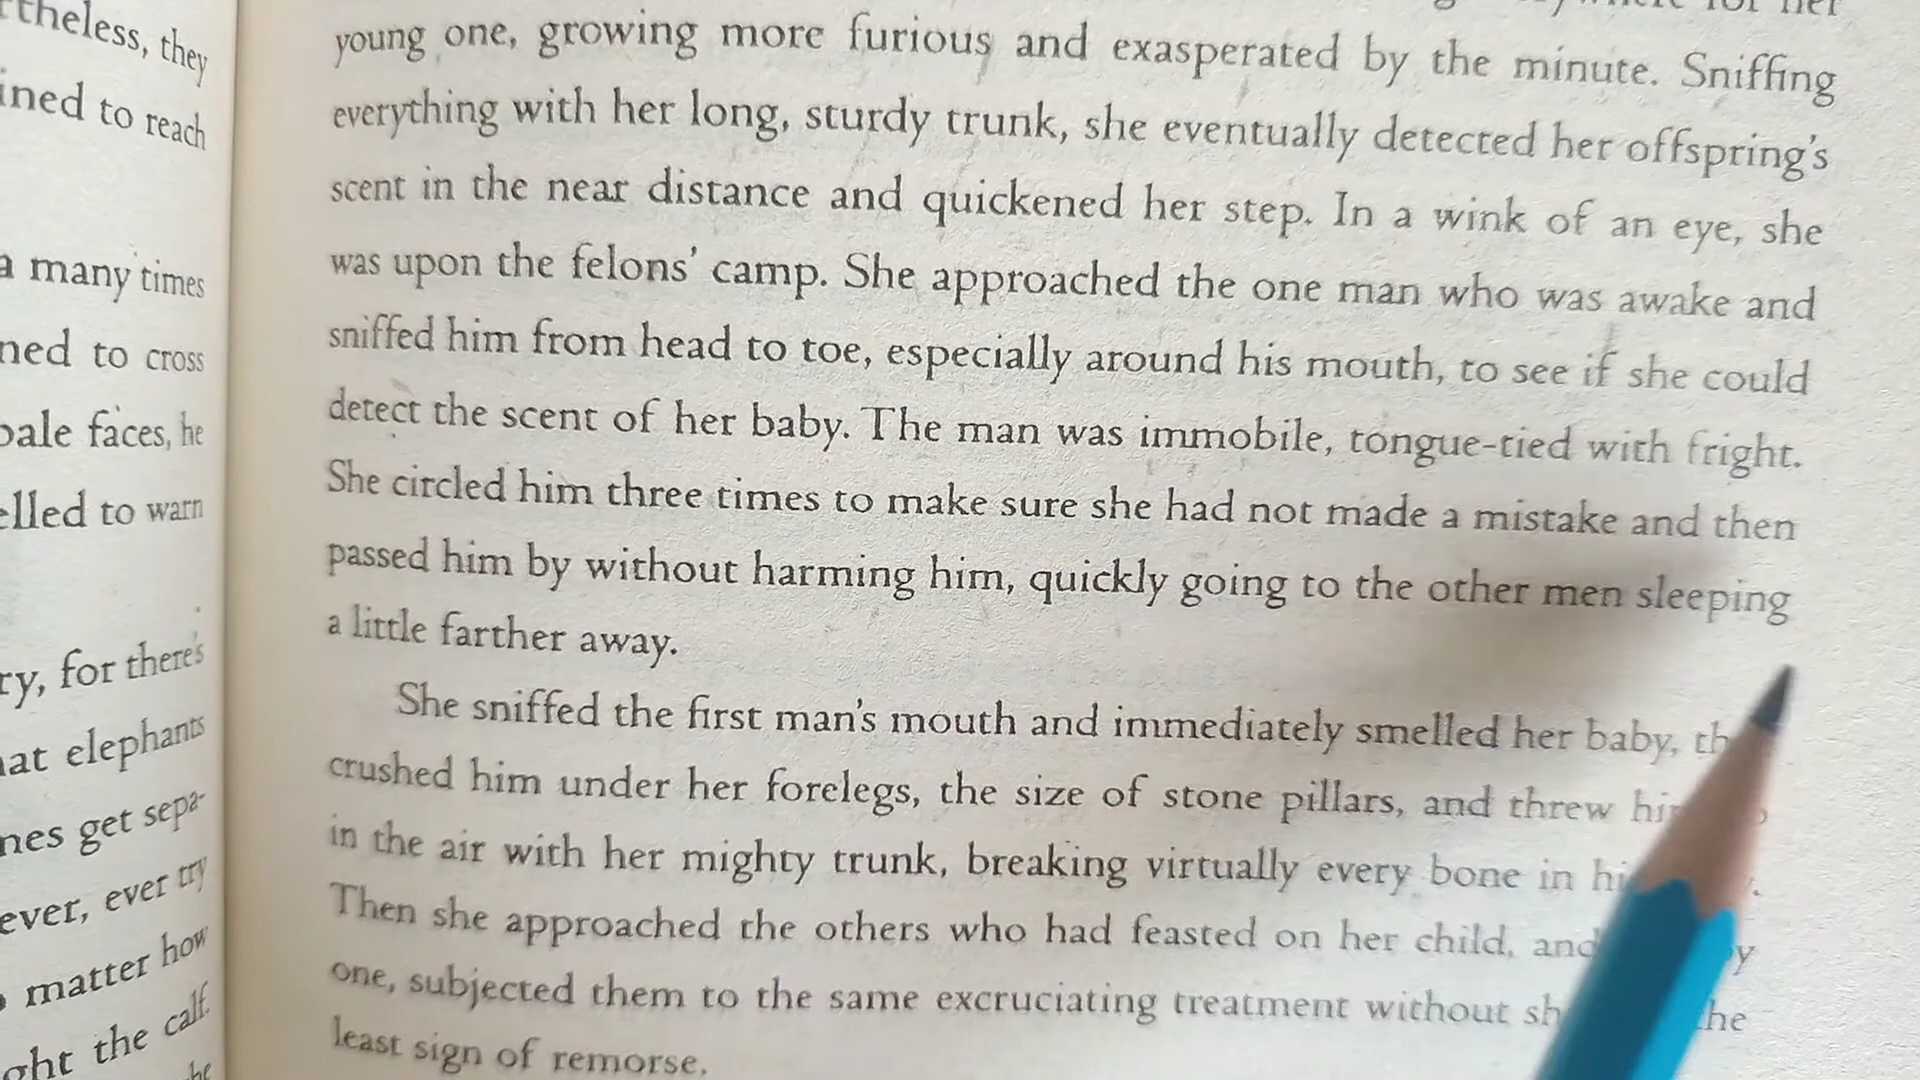 theless, they
ined to reach
a many times
ned to cross
pale faces, he
elled to warn
ry, for there's
at elephants
mes get sepa-
ever, ever try
matter how
ght the calf.
young one, growing more furious and exasperated by the minute. Sniffing
everything with her long, sturdy trunk, she eventually detected her offspring's
scent in the near distance and quickened her step. In a wink of an eye, she
was upon the felons' camp. She approached the one man who was awake and
sniffed him from head to toe, especially around his mouth, to see if she could
detect the scent of her baby. The man was immobile, tongue-tied with fright.
She circled him three times to make sure she had not made a mistake and then
passed him by without harming him, quickly going to the other men sleeping
a little farther away.
She sniffed the first man's mouth and immediately smelled her baby,
crushed him under her forelegs, the size of stone pillars, and threw
in the air with her mighty trunk, breaking virtually every bone in
Then she approached the others who had feasted on her child, and
one, subjected them to the same excruciating treatment without
least sign of remorse.